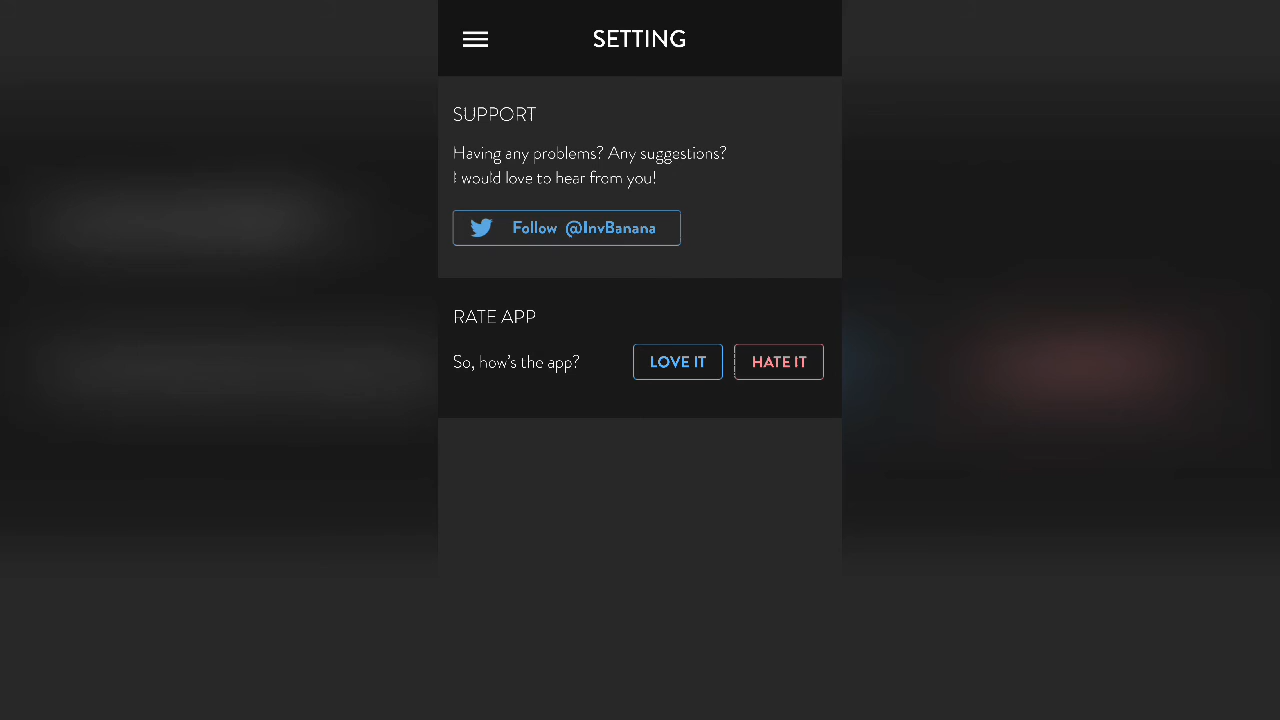 SETTING
SUPPORT
Having any problems? Any suggestions?
I would love to hear from you!
Follow @InvBanana
RATE APP
So, how's the app?
LOVE IT
HATE IT